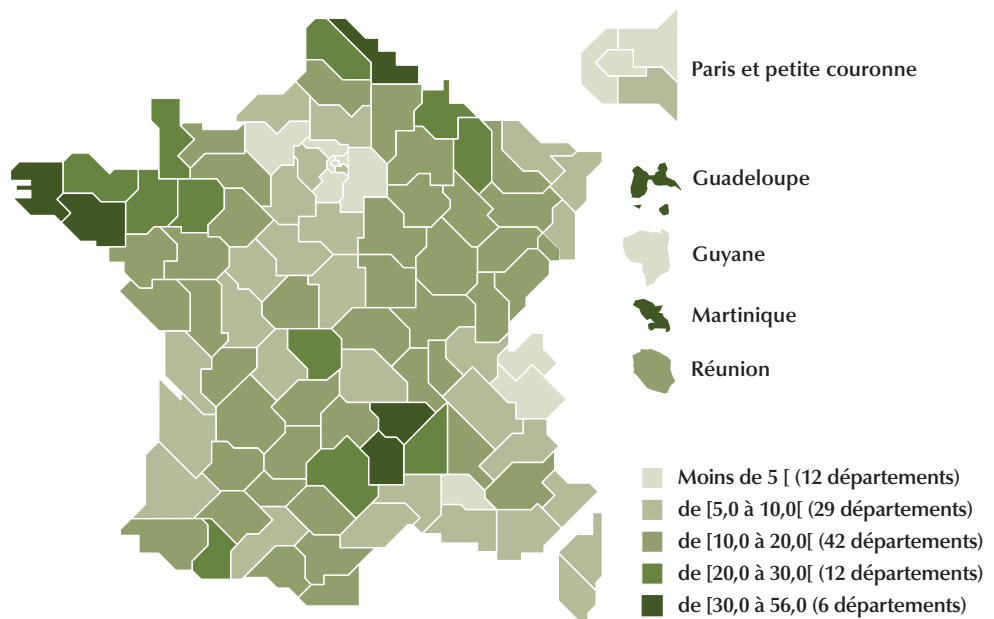 Paris et petite couronne
Guadeloupe
Guyane
Martinique
Réunion
Moins de 5 [ (12 départements)
de [5,0 à 10,0[ (29 départements)
de [10,0 à 20,0[ (42 départements)
de [20,0 à 30,0[ (12 départements)
de [30,0 à 56,0 (6 départements)